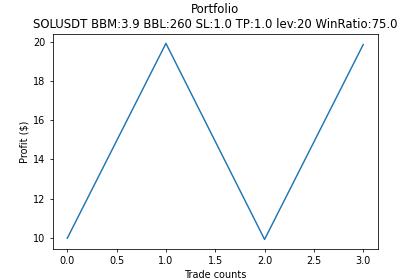 Portfolio
SOLUSDT BBM:3.9 BBL:260 SL:1.0 TP:1.0 lev:20 WinRatio:75.0
20
18
16
14
12
10
Profit ($)
0.0 0.5 1.0 1.5 2.0 2.5 3.0
Trade counts